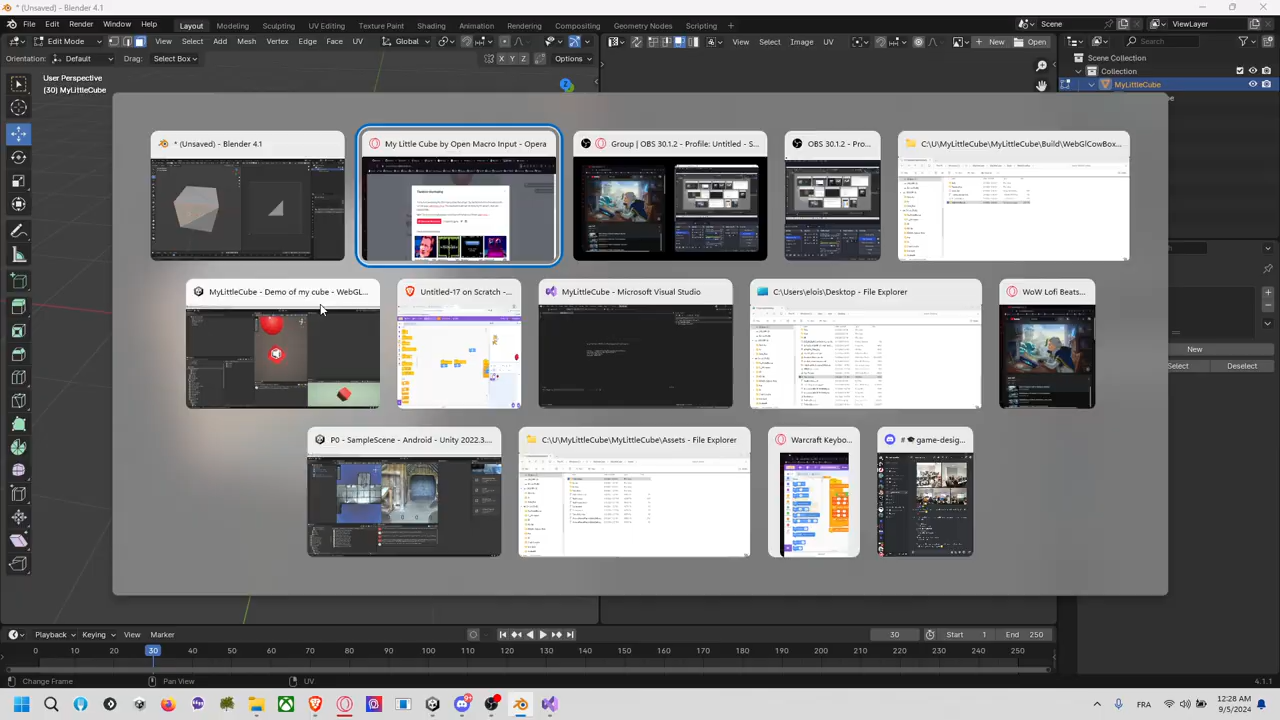 * (Unsaved) - Blender 4.1
File Edit Render Window Help Layout Modeling Sculpting UV Editing Texture Paint Shading Animation Rendering Compositing Geometry Nodes Scripting + Scene ViewLayer
Edit Mode View Select Add Mesh Vertex Edge Face UV Global View Select Image UV + New Open Search
Orientation: Default Drag: Select Box X Y Z Options Scene Collection
Collection
User Perspective
(30) MyLittleCube
MyLittleCube
* (Unsaved) - Blender 4.1
My Little Cube by Open Macro Input - Opera
Group | OBS 30.1.2 - Profile: Untitled - S...
OBS 30.1.2 - Pro...
C:\U\MyLittleCube\MyLittleCube\Build\WebGlCowBox...
MyLittleCube - Demo of my cube - WebGL...
Untitled-17 on Scratch -...
MyLittleCube - Microsoft Visual Studio
C:\Users\elois\Desktop - File Explorer
WoW Lofi Beats...
New
P0 - SampleScene - Android - Unity 2022.3...
C:\U\MyLittleCube\MyLittleCube\Assets - File Explorer
Warcraft Keybo...
# game-desig...
Playback Keying View Marker 30 Start 1 End 250
0 10 20 30 40 50 60 70 80 90 100 110 120 130 140 150 160 170 180 190 200 210 220 230 240 250
Change Frame Pan View UV 4.1.1
FRA 12:28 AM
9/5/2024